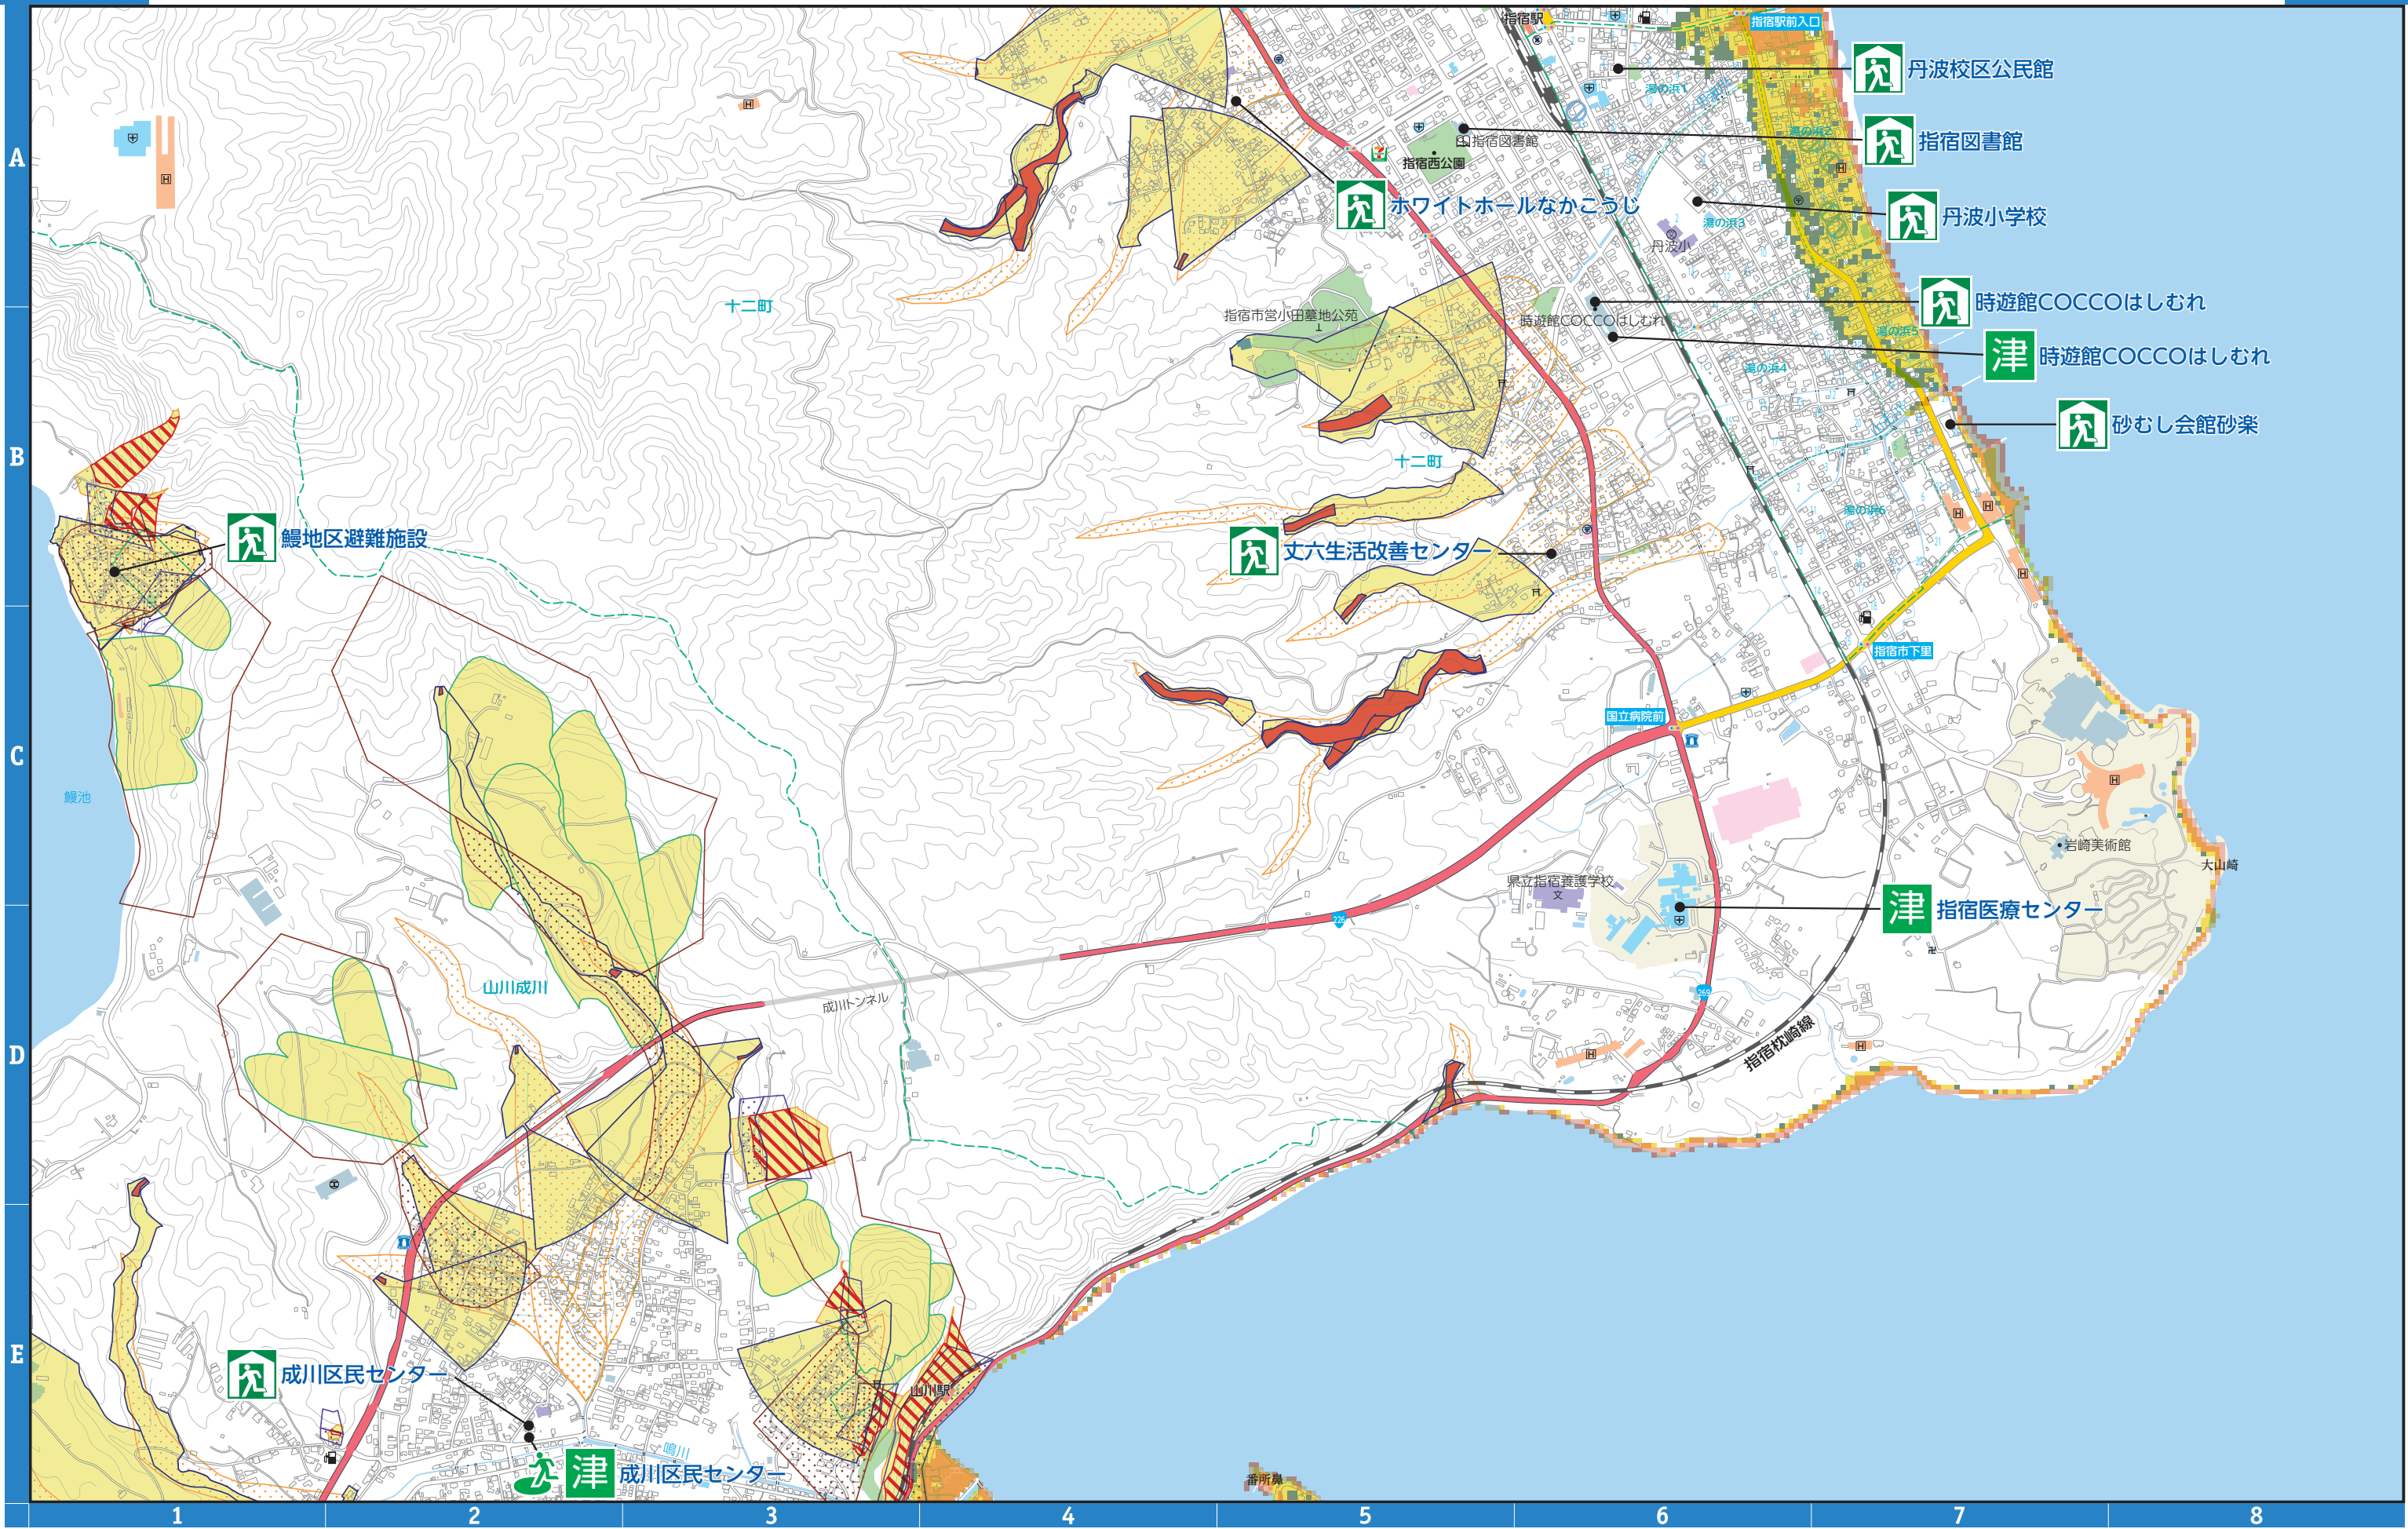 指宿駅
指宿駅前入口
丹波校区公民館
湯の浜1
湯の浜2
A
指宿図書館
指宿図書館
指宿西公園
ホワイトホールなかこうじ
丹波小学校
湯の浜3
丹波小
十二町
指宿市営小田墓地公苑
時遊館COCCOはしむれ
時遊館COCCOはしむれ
湯の浜5
津
時遊館COCCOはしむれ
湯の浜4
砂むし会館砂楽
B
十二町
湯の浜6
鰻地区避難施設
丈六生活改善センター
指宿市下里
国立病院前
C
鰻池
岩崎美術館
大山崎
県立指宿養護学校
文
津
指宿医療センター
226
山川成川
成川トンネル
269
指宿枕崎線
D
E
成川区民センター
山川駅
鳴川
津
成川区民センター
番所鼻
1
2
3
4
5
6
7
8